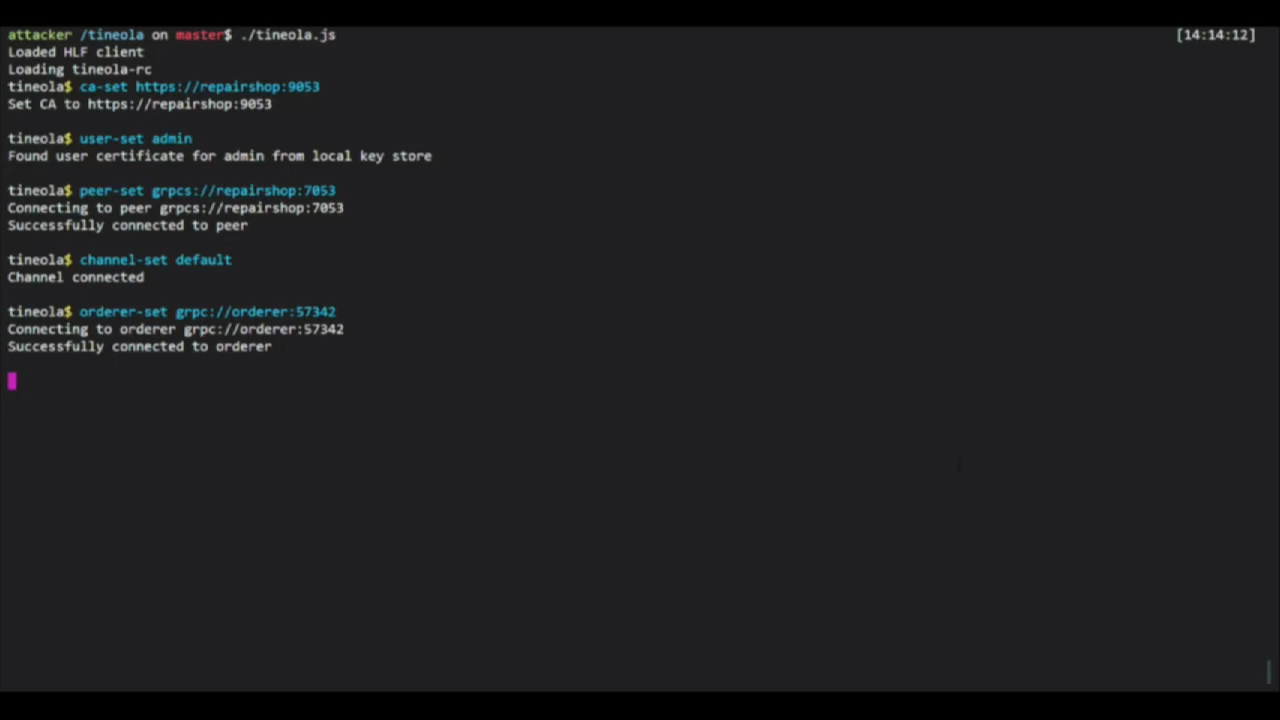 attacker /tineola on master$ ./tineola.js [14:14:12]
Loaded HLF client
Loading tineola-rc
tineola$ ca-set https://repairshop:9053
Set CA to https://repairshop:9053
tineola$ user-set admin
Found user certificate for admin from local key store
tineola$ peer-set grpcs://repairshop:7053
Connecting to peer grpcs://repairshop:7053
Successfully connected to peer
tineola$ channel-set default
Channel connected
tineola$ orderer-set grpc://orderer:57342
Connecting to orderer grpc://orderer:57342
Successfully connected to orderer